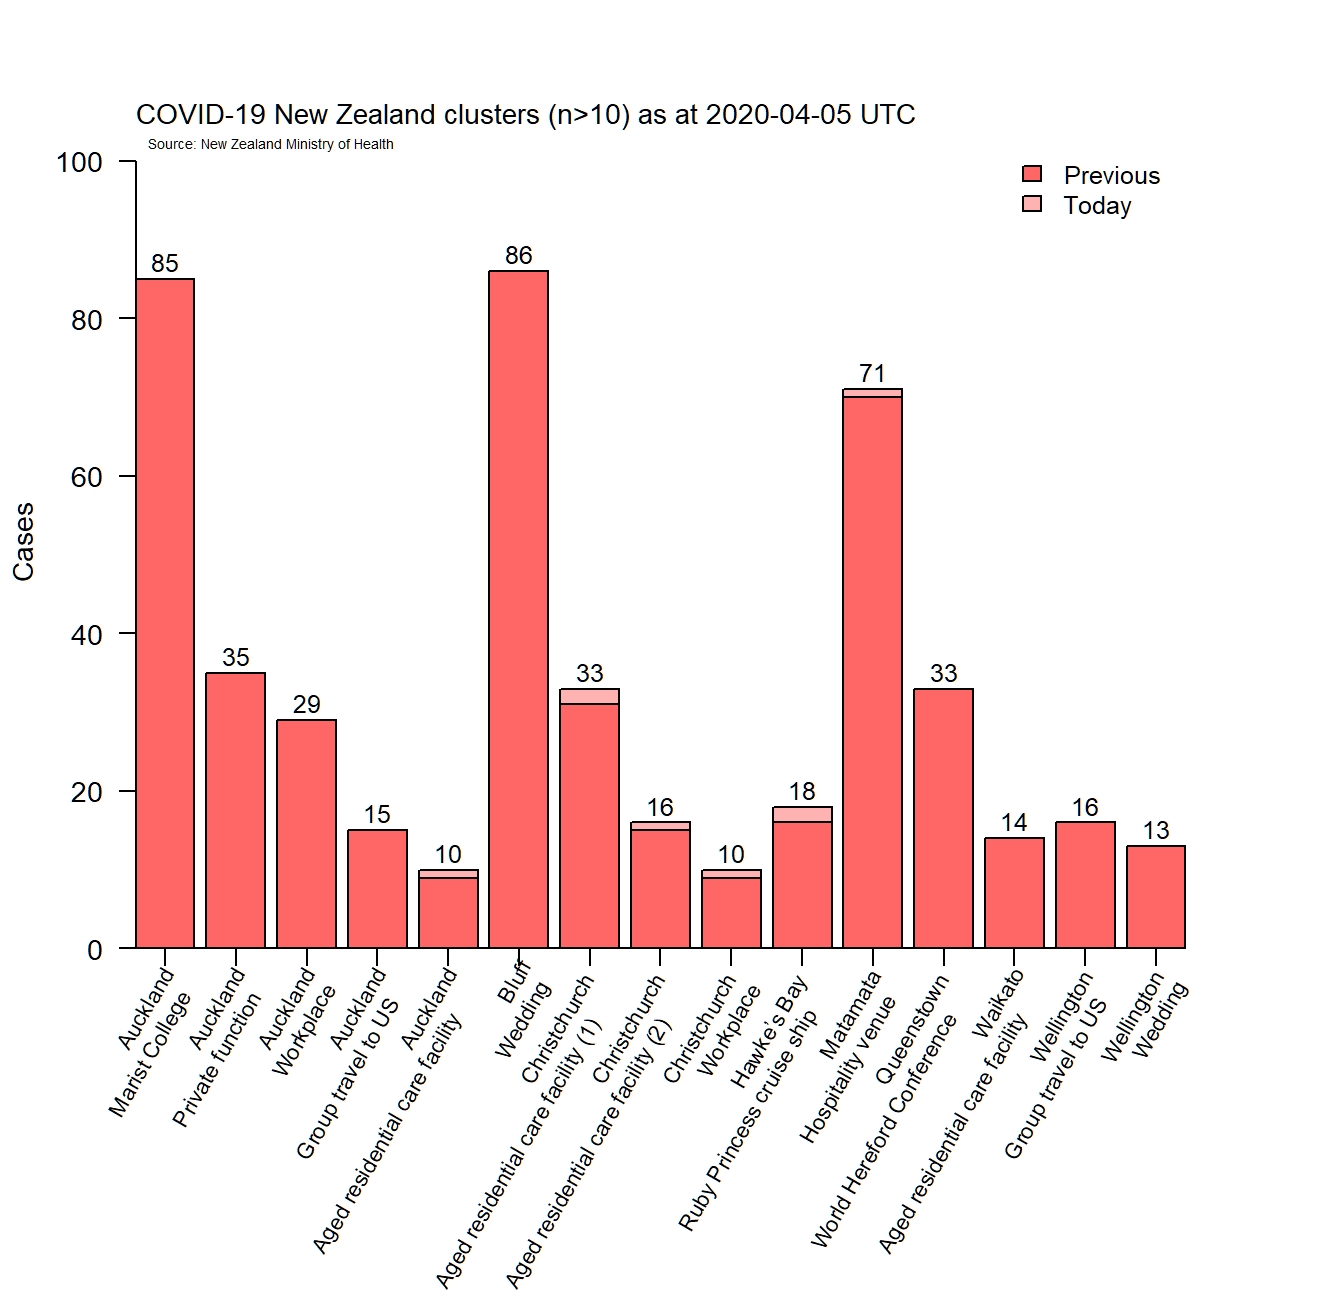 COVID-19 New Zealand clusters (n>10) as at 2020-04-05 UTC
Source: New Zealand Ministry of Health
Previous
Today
Cases
100
80
60
40
20
0
85
35
29
15
10
86
33
16
10
18
71
33
14
16
13
Auckland
Marist College
Auckland
Private function
Auckland
Workplace
Auckland
Group travel to US
Auckland
Aged residential care facility
Bluff
Wedding
Christchurch
Aged residential care facility (1)
Christchurch
Aged residential care facility (2)
Christchurch
Workplace
Hawke's Bay
Ruby Princess cruise ship
Matamata
Hospitality venue
Queenstown
World Hereford Conference
Waikato
Aged residential care facility
Wellington
Group travel to US
Wellington
Wedding